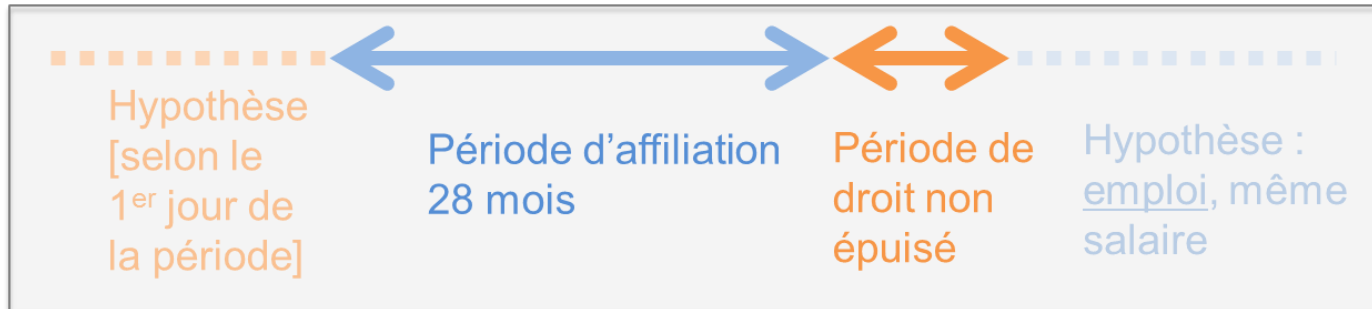 Hypothèse
[selon le
1er jour de
la période]
Période d’affiliation
28 mois
Période de
droit non
épuisé
Hypothèse :
emploi, même
salaire